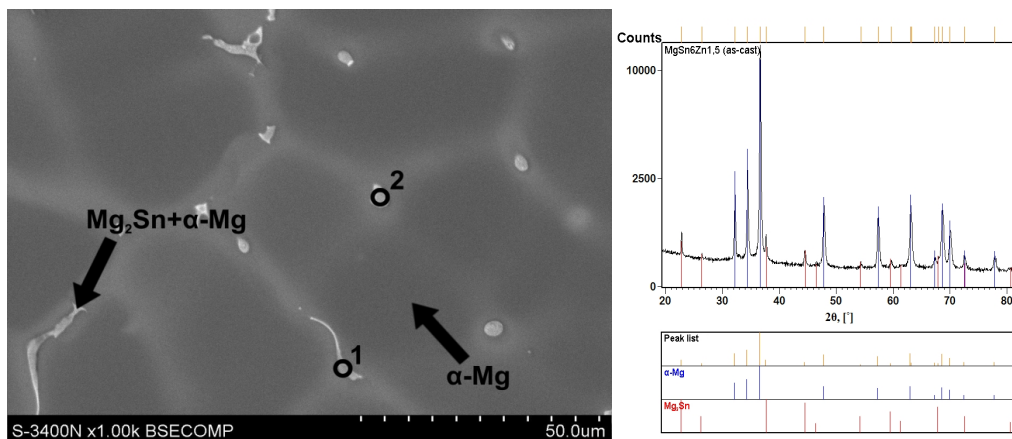 2
Mg₂Sn+α-Mg
α-Mg
1
S-3400N x1.00k BSECOMP
50.0um
Counts
MgSn6Zn1,5 (as-cast)
10000
2500
0
20 30 40 50 60 70 80
2θ, [°]
Peak list
α-Mg
Mg₂Sn